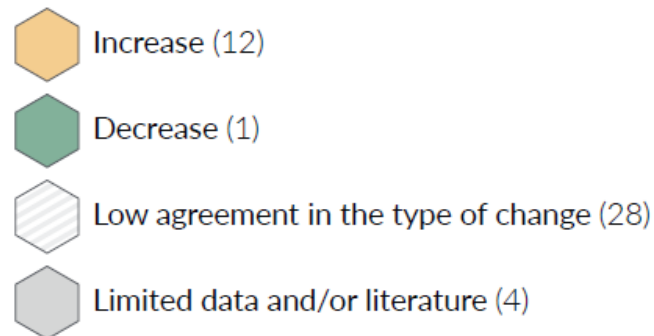 Increase (12)
Decrease (1)
Low agreement in the type of change (28)
Limited data and/or literature (4)